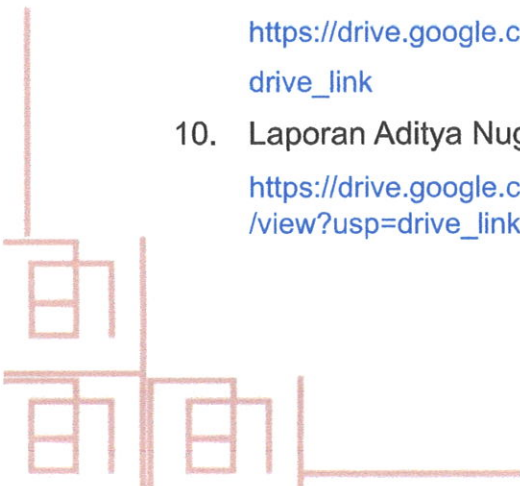 https://drive.google.c
drive_link
10. Laporan Aditya Nug
https://drive.google.c
/view?usp=drive_link